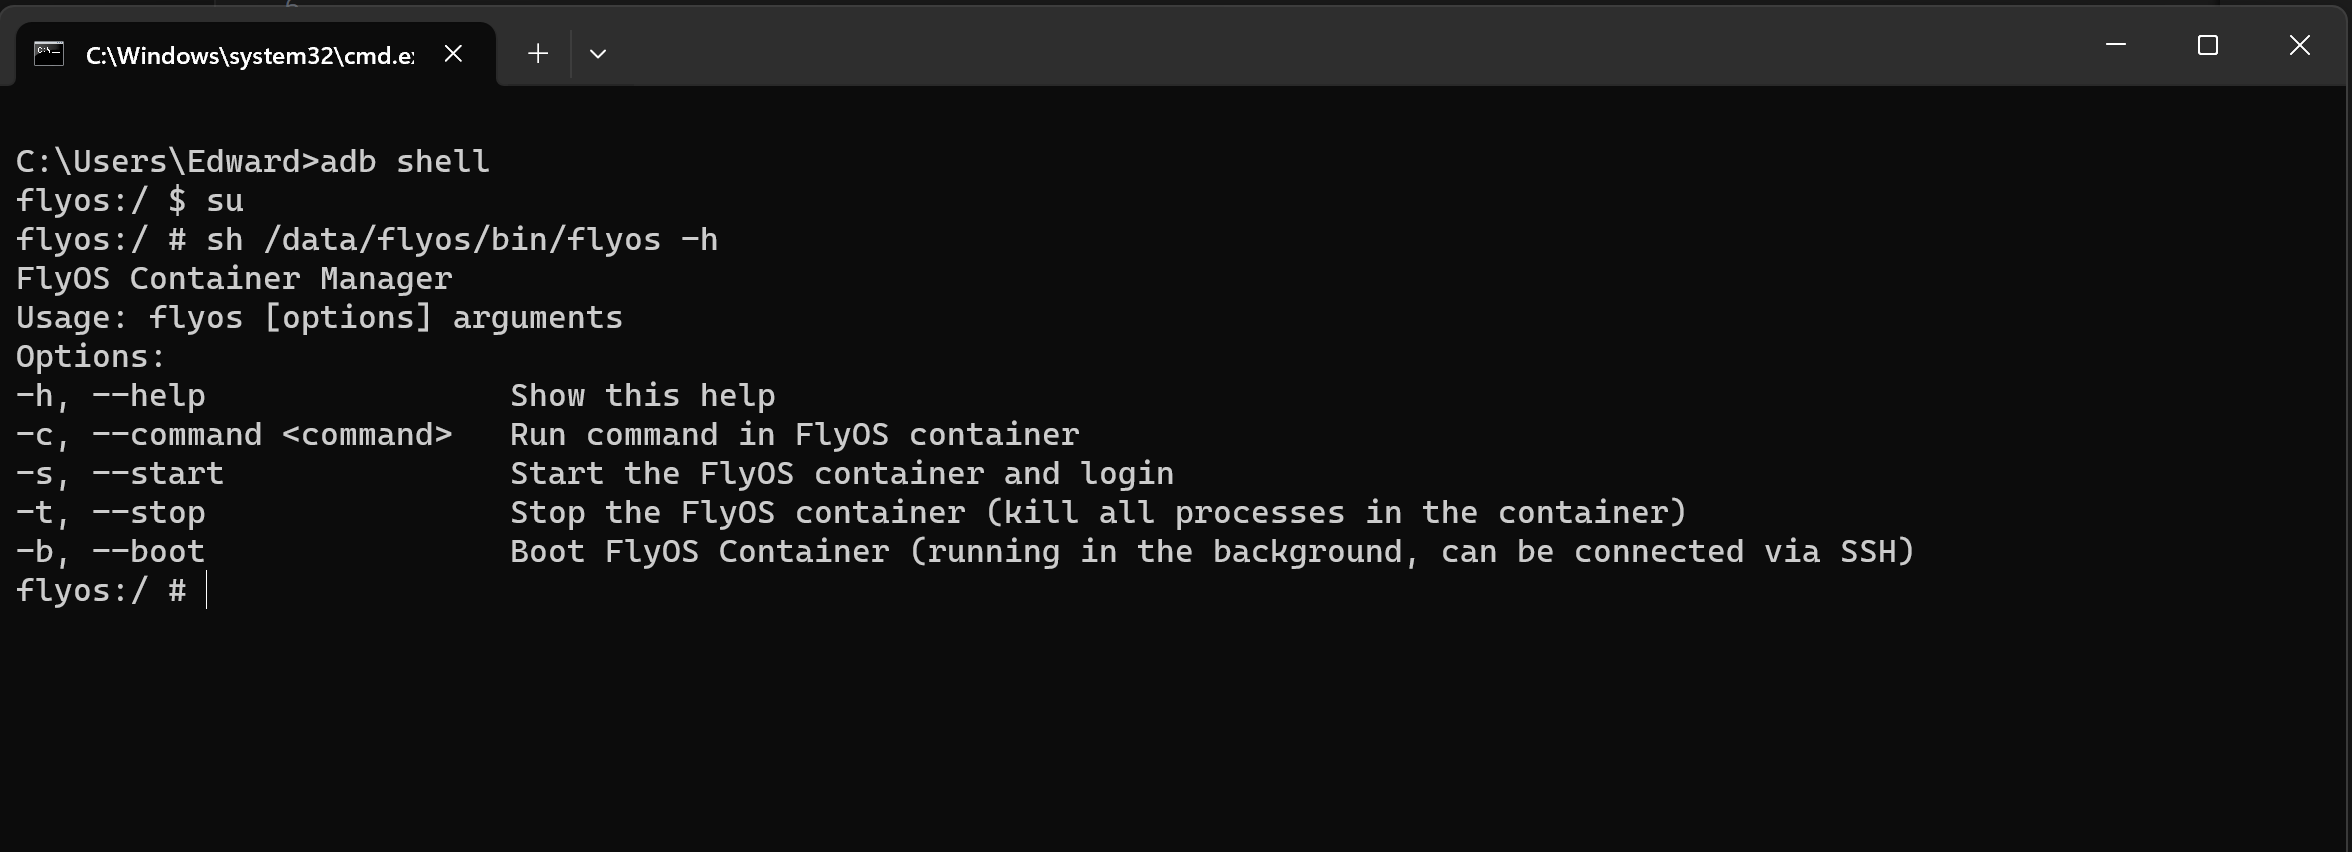 C:\Windows\system32\cmd.e
C:\Users\Edward>adb shell
flyos:/ $ su
flyos:/ # sh /data/flyos/bin/flyos -h
FlyOS Container Manager
Usage: flyos [options] arguments
Options:
-h, --help                Show this help
-c, --command <command>   Run command in FlyOS container
-s, --start               Start the FlyOS container and login
-t, --stop                Stop the FlyOS container (kill all processes in the container)
-b, --boot                Boot FlyOS Container (running in the background, can be connected via SSH)
flyos:/ #